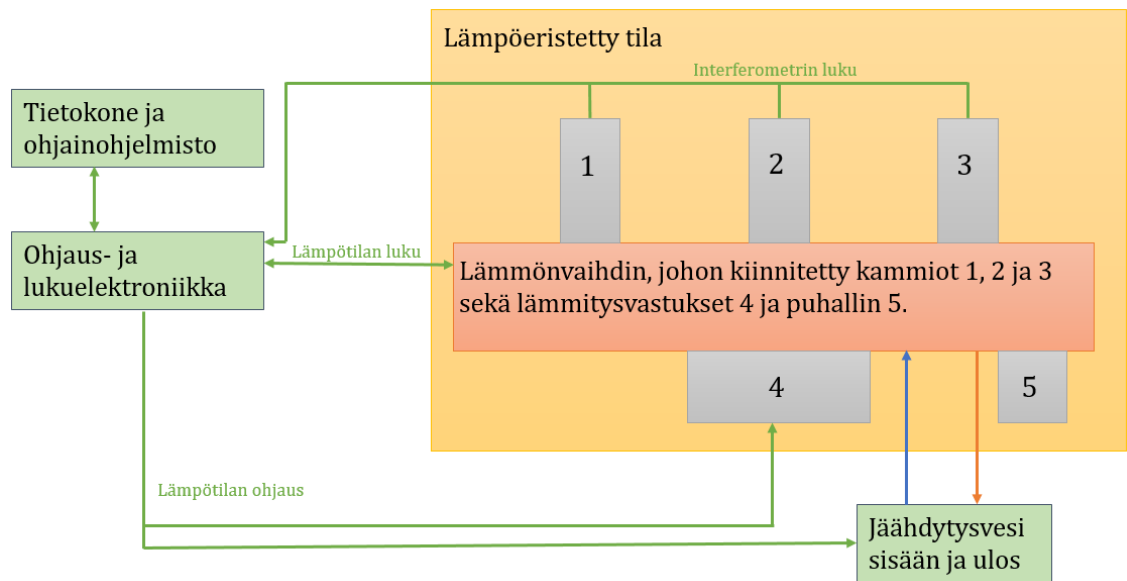 Lämpöeristetty tila
Interferometrin luku
Tietokone ja
ohjainohjelmisto
1
2
3
Ohjaus- ja
lukuelektroniikka
Lämpötilan luku
Lämmönvaihdin, johon kiinnitetty kammiot 1, 2 ja 3
sekä lämmitysvastukset 4 ja puhallin 5.
4
5
Lämpötilan ohjaus
Jäähdytysvesi
sisään ja ulos